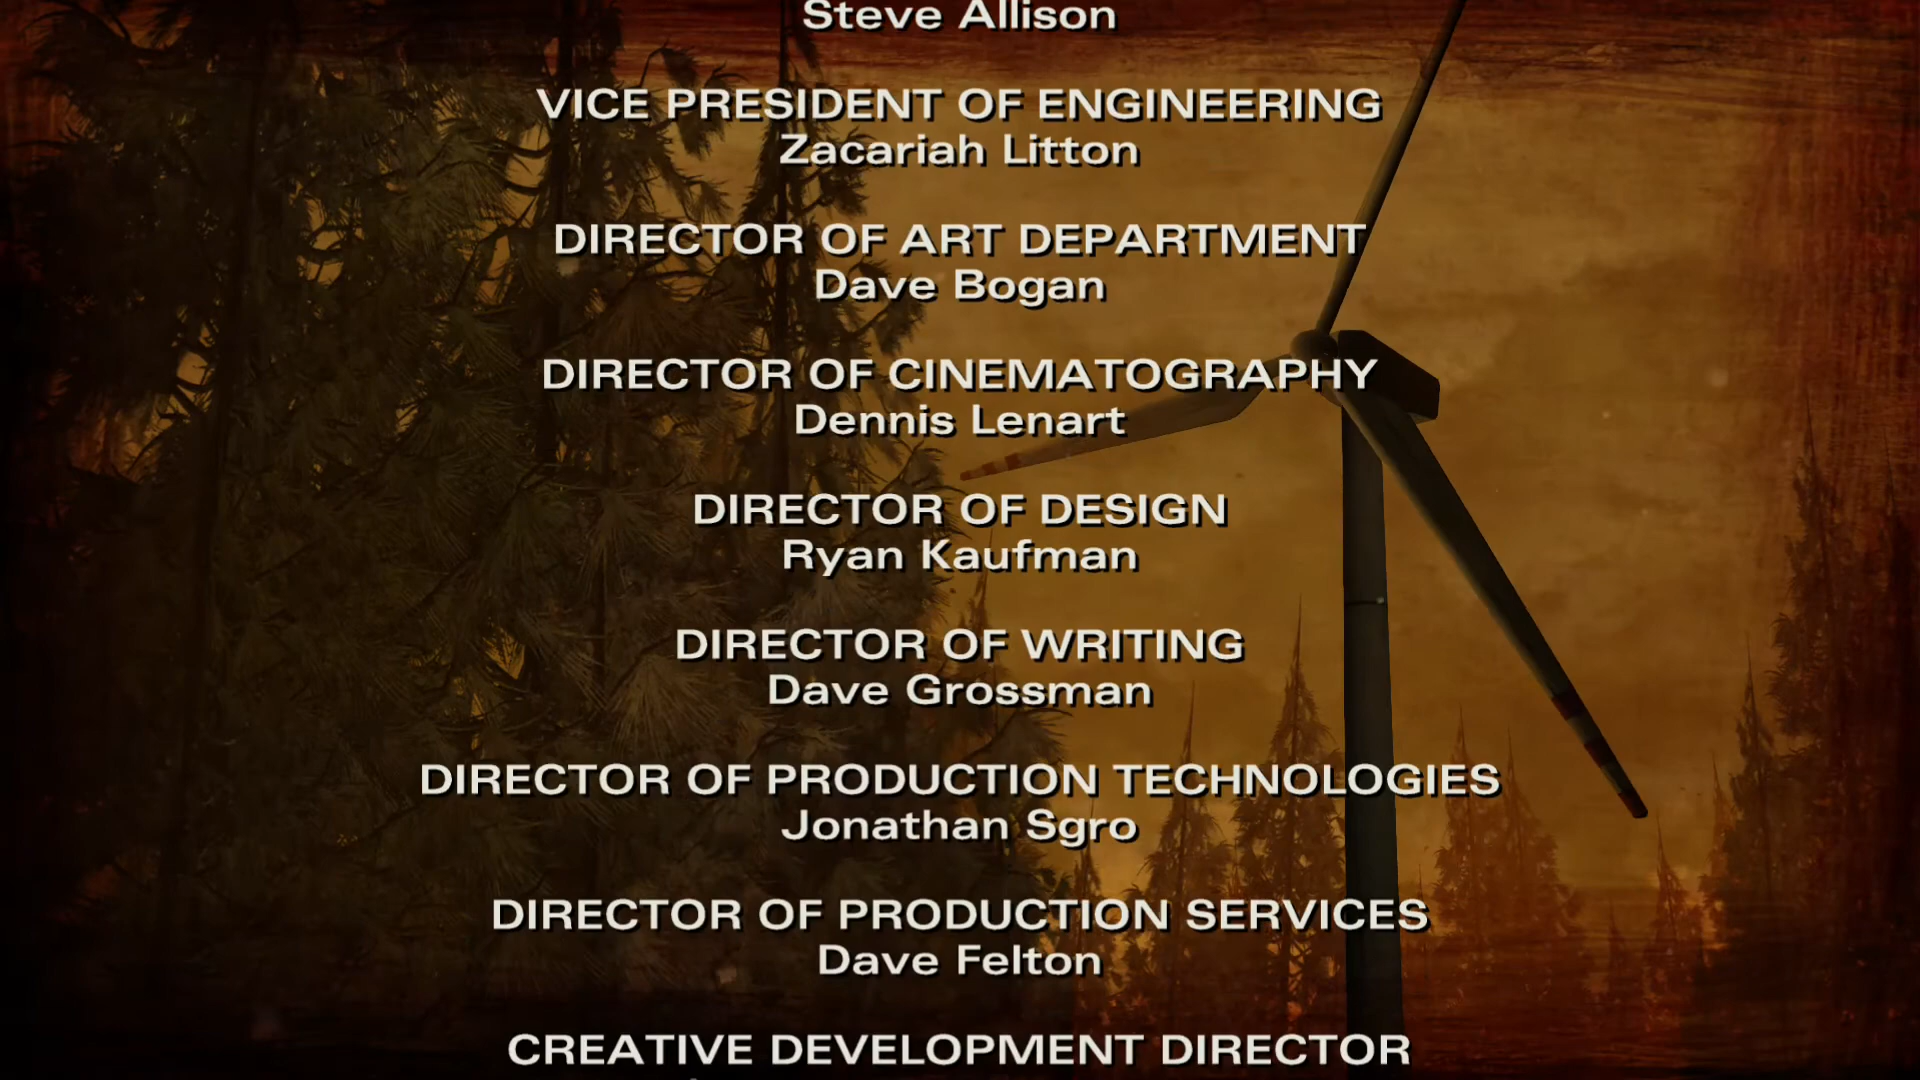 Steve Allison
VICE PRESIDENT OF ENGINEERING
Zacariah Litton
DIRECTOR OF ART DEPARTMENT
Dave Bogan
DIRECTOR OF CINEMATOGRAPHY
Dennis Lenart
DIRECTOR OF DESIGN
Ryan Kaufman
DIRECTOR OF WRITING
Dave Grossman
DIRECTOR OF PRODUCTION TECHNOLOGIES
Jonathan Sgro
DIRECTOR OF PRODUCTION SERVICES
Dave Felton
CREATIVE DEVELOPMENT DIRECTOR